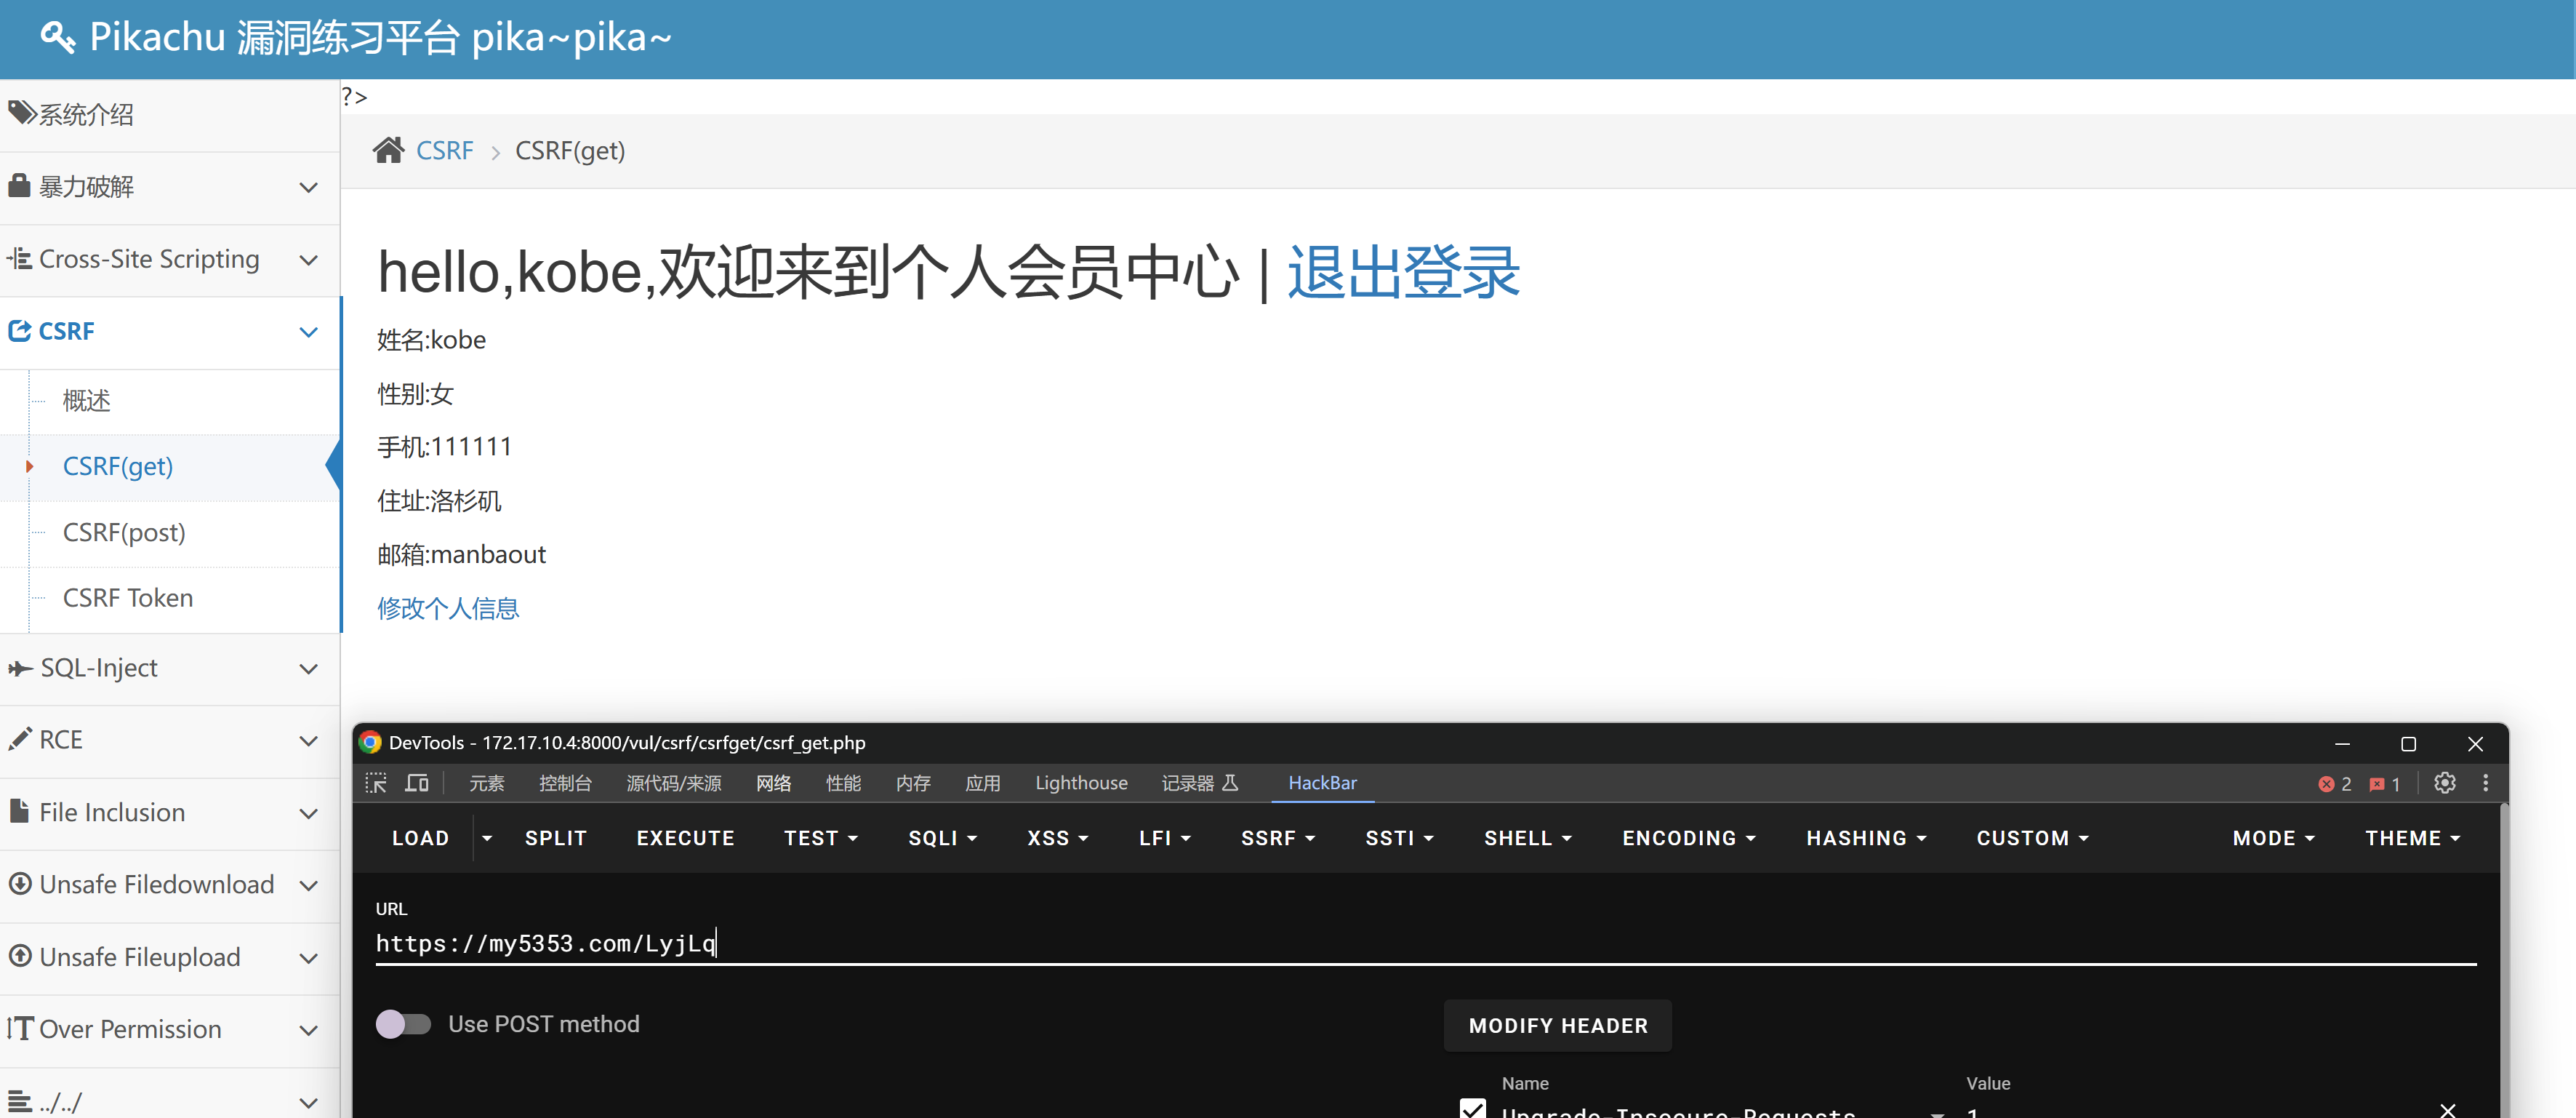 Pikachu 漏洞练习平台 pika~pika~
系统介绍
暴力破解
Cross-Site Scripting
CSRF
概述
CSRF(get)
CSRF(post)
CSRF Token
SQL-Inject
RCE
File Inclusion
Unsafe Filedownload
Unsafe Fileupload
Over Permission
../../
?>
CSRF > CSRF(get)
hello,kobe,欢迎来到个人会员中心 | 退出登录
姓名:kobe
性别:女
手机:111111
住址:洛杉矶
邮箱:manbaout
修改个人信息
DevTools - 172.17.10.4:8000/vul/csrf/csrfget/csrf_get.php
元素 控制台 源代码/来源 网络 性能 内存 应用 Lighthouse 记录器 HackBar 2 1
LOAD SPLIT EXECUTE TEST SQLI XSS LFI SSRF SSTI SHELL ENCODING HASHING CUSTOM MODE THEME
URL
https://my5353.com/LyjLq
Use POST method
MODIFY HEADER
Name Value
Upgrade-Insecure-Requests 1